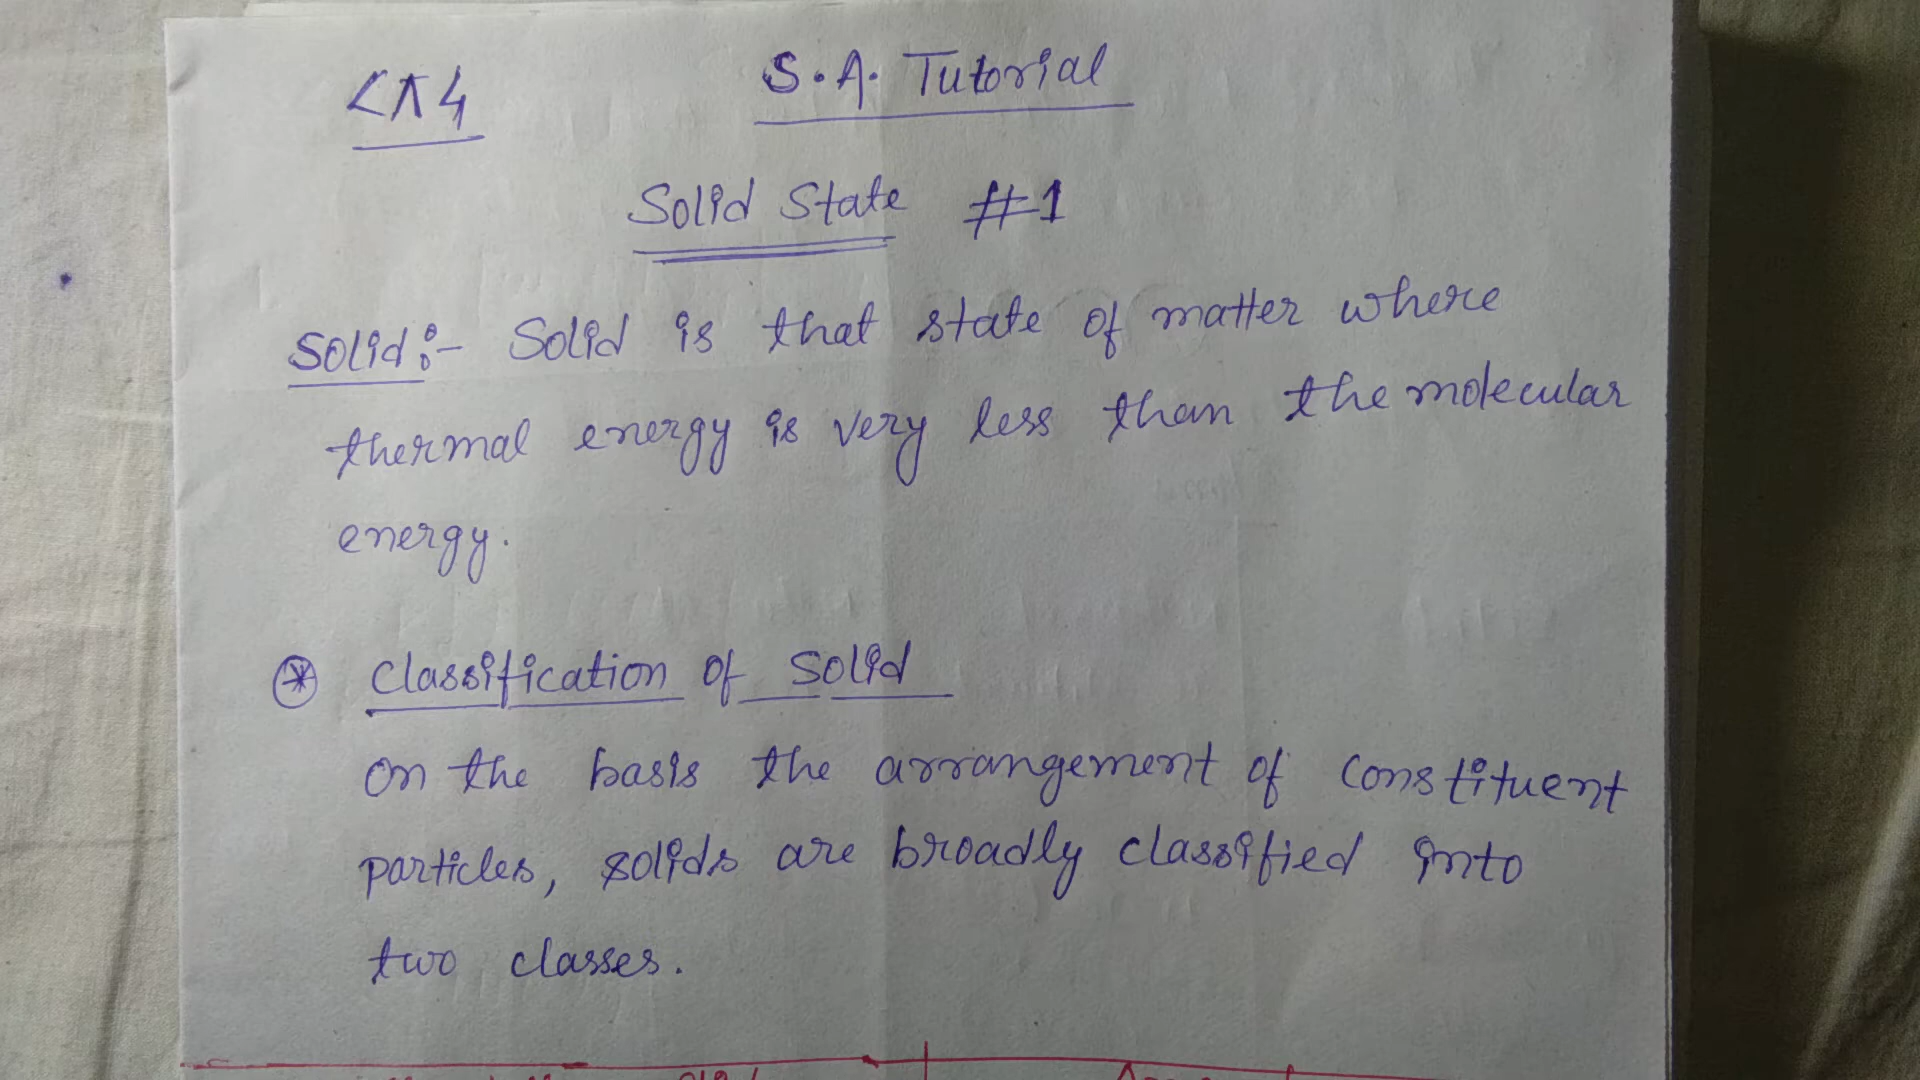 S.A. Tutorial
Solid State #1
Solid:- Solid is that state of matter where
thermal energy is very less than the molecular
energy.
* Classification of Solid
on the basis the arrangement of constituent
particles, solids are broadly classified into
two classes.